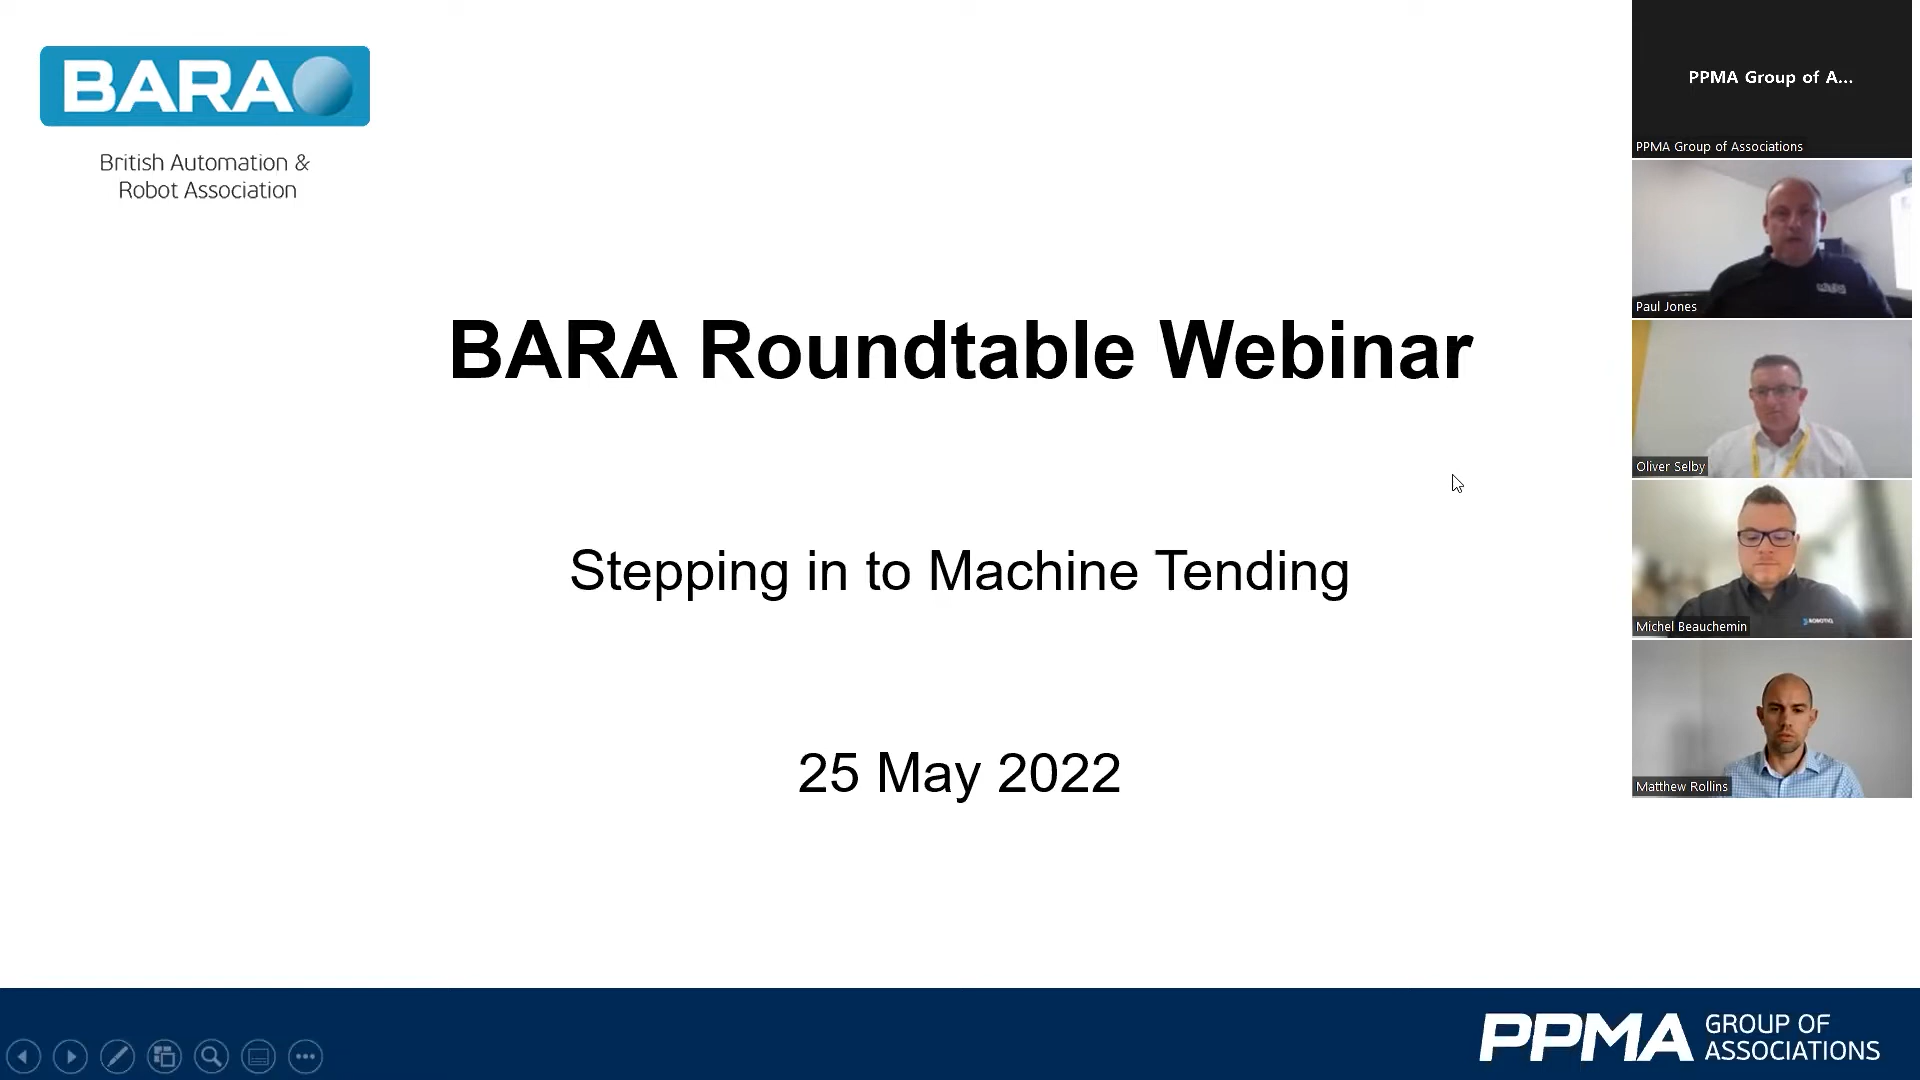 BARA
British Automation &
Robot Association
BARA Roundtable Webinar
Stepping in to Machine Tending
25 May 2022
PPMA Group of A...
PPMA Group of Associations
Paul Jones
Oliver Selby
Michel Beauchemin
ROBOTIQ
Matthew Rollins
PPMA GROUP OF
ASSOCIATIONS